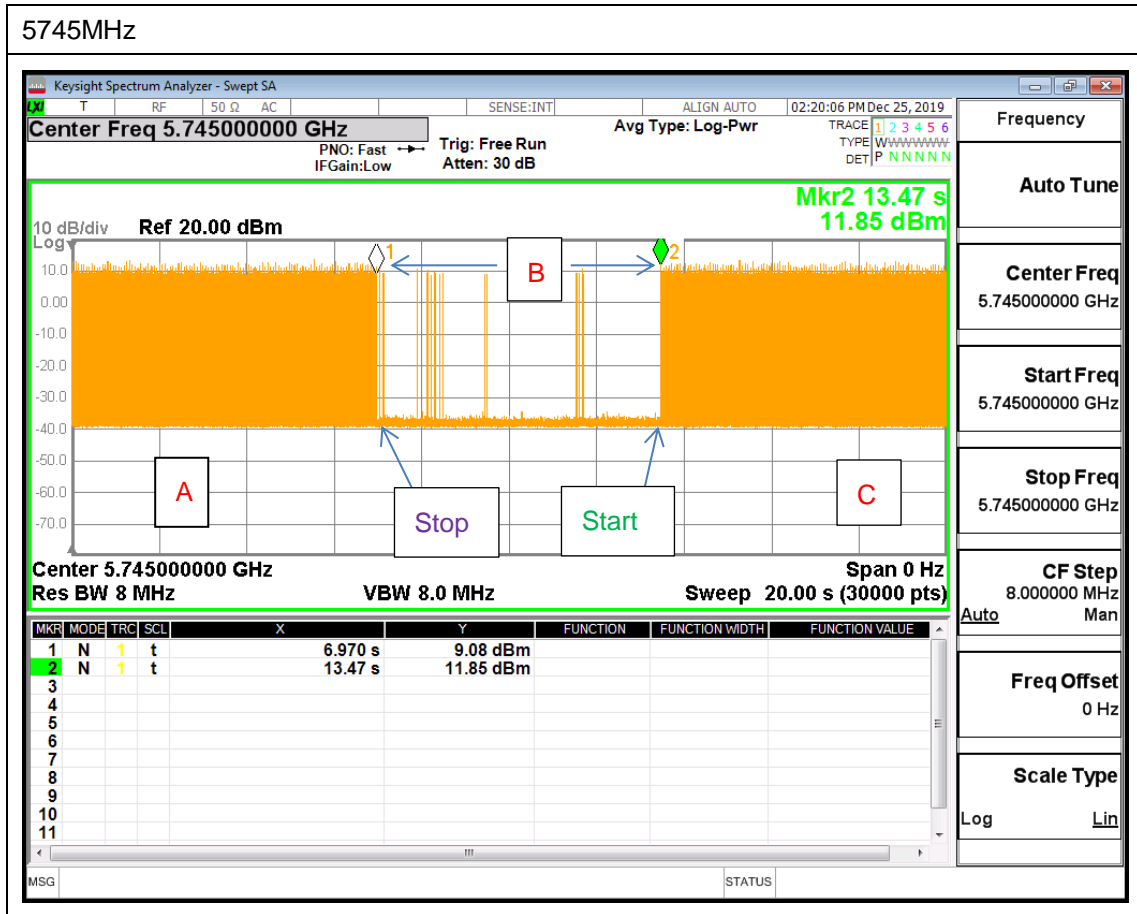 5745MHz
Keysight Spectrum Analyzer - Swept SA
LXI T RF 50 Ω AC SENSE:INT ALIGN AUTO 02:20:06 PM Dec 25, 2019
Center Freq 5.745000000 GHz
PNO: Fast
IFGain:Low
Trig: Free Run
Atten: 30 dB
Avg Type: Log-Pwr
TRACE 1 2 3 4 5 6
TYPE WWWWWWW
DET P N N N N N
Mkr2 13.47 s
11.85 dBm
10 dB/div Ref 20.00 dBm
Log
10.0
0.00
-10.0
-20.0
-30.0
-40.0
-50.0
-60.0
-70.0
1
2
B
A
C
Stop
Start
Center 5.745000000 GHz Span 0 Hz
Res BW 8 MHz VBW 8.0 MHz Sweep 20.00 s (30000 pts)
MKR MODE TRC SCL X Y FUNCTION FUNCTION WIDTH FUNCTION VALUE
1 N 1 t 6.970 s 9.08 dBm
2 N 1 t 13.47 s 11.85 dBm
3
4
5
6
7
8
9
10
11
MSG STATUS
Frequency
Auto Tune
Center Freq
5.745000000 GHz
Start Freq
5.745000000 GHz
Stop Freq
5.745000000 GHz
CF Step
8.000000 MHz
Auto Man
Freq Offset
0 Hz
Scale Type
Log Lin